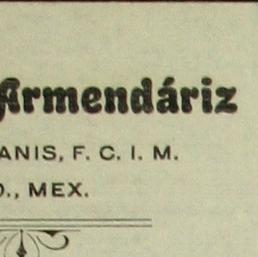 Armendáriz
ANIS, F. C. I. M.
O., MEX.